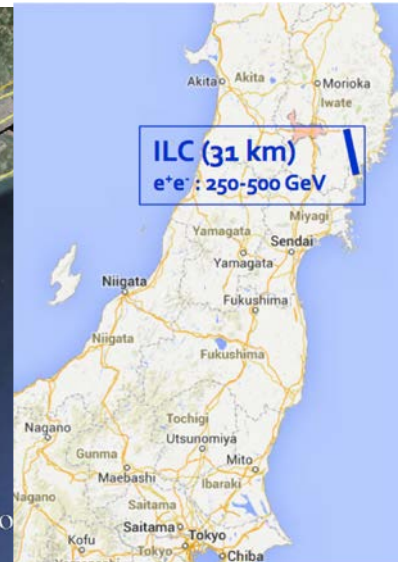 Akita Akita
Morioka
Iwate
ILC (31 km)
e⁺e⁻ : 250-500 GeV
Miyagi
Yamagata
Sendai
Yamagata
Niigata
Fukushima
Niigata
Fukushima
Tochigi
Nagano
Utsunomiya
Gunma
Mito
Maebashi
Ibaraki
Nagano
Saitama
Saitama
Kofu
Tokyo
Tokyo
Chiba